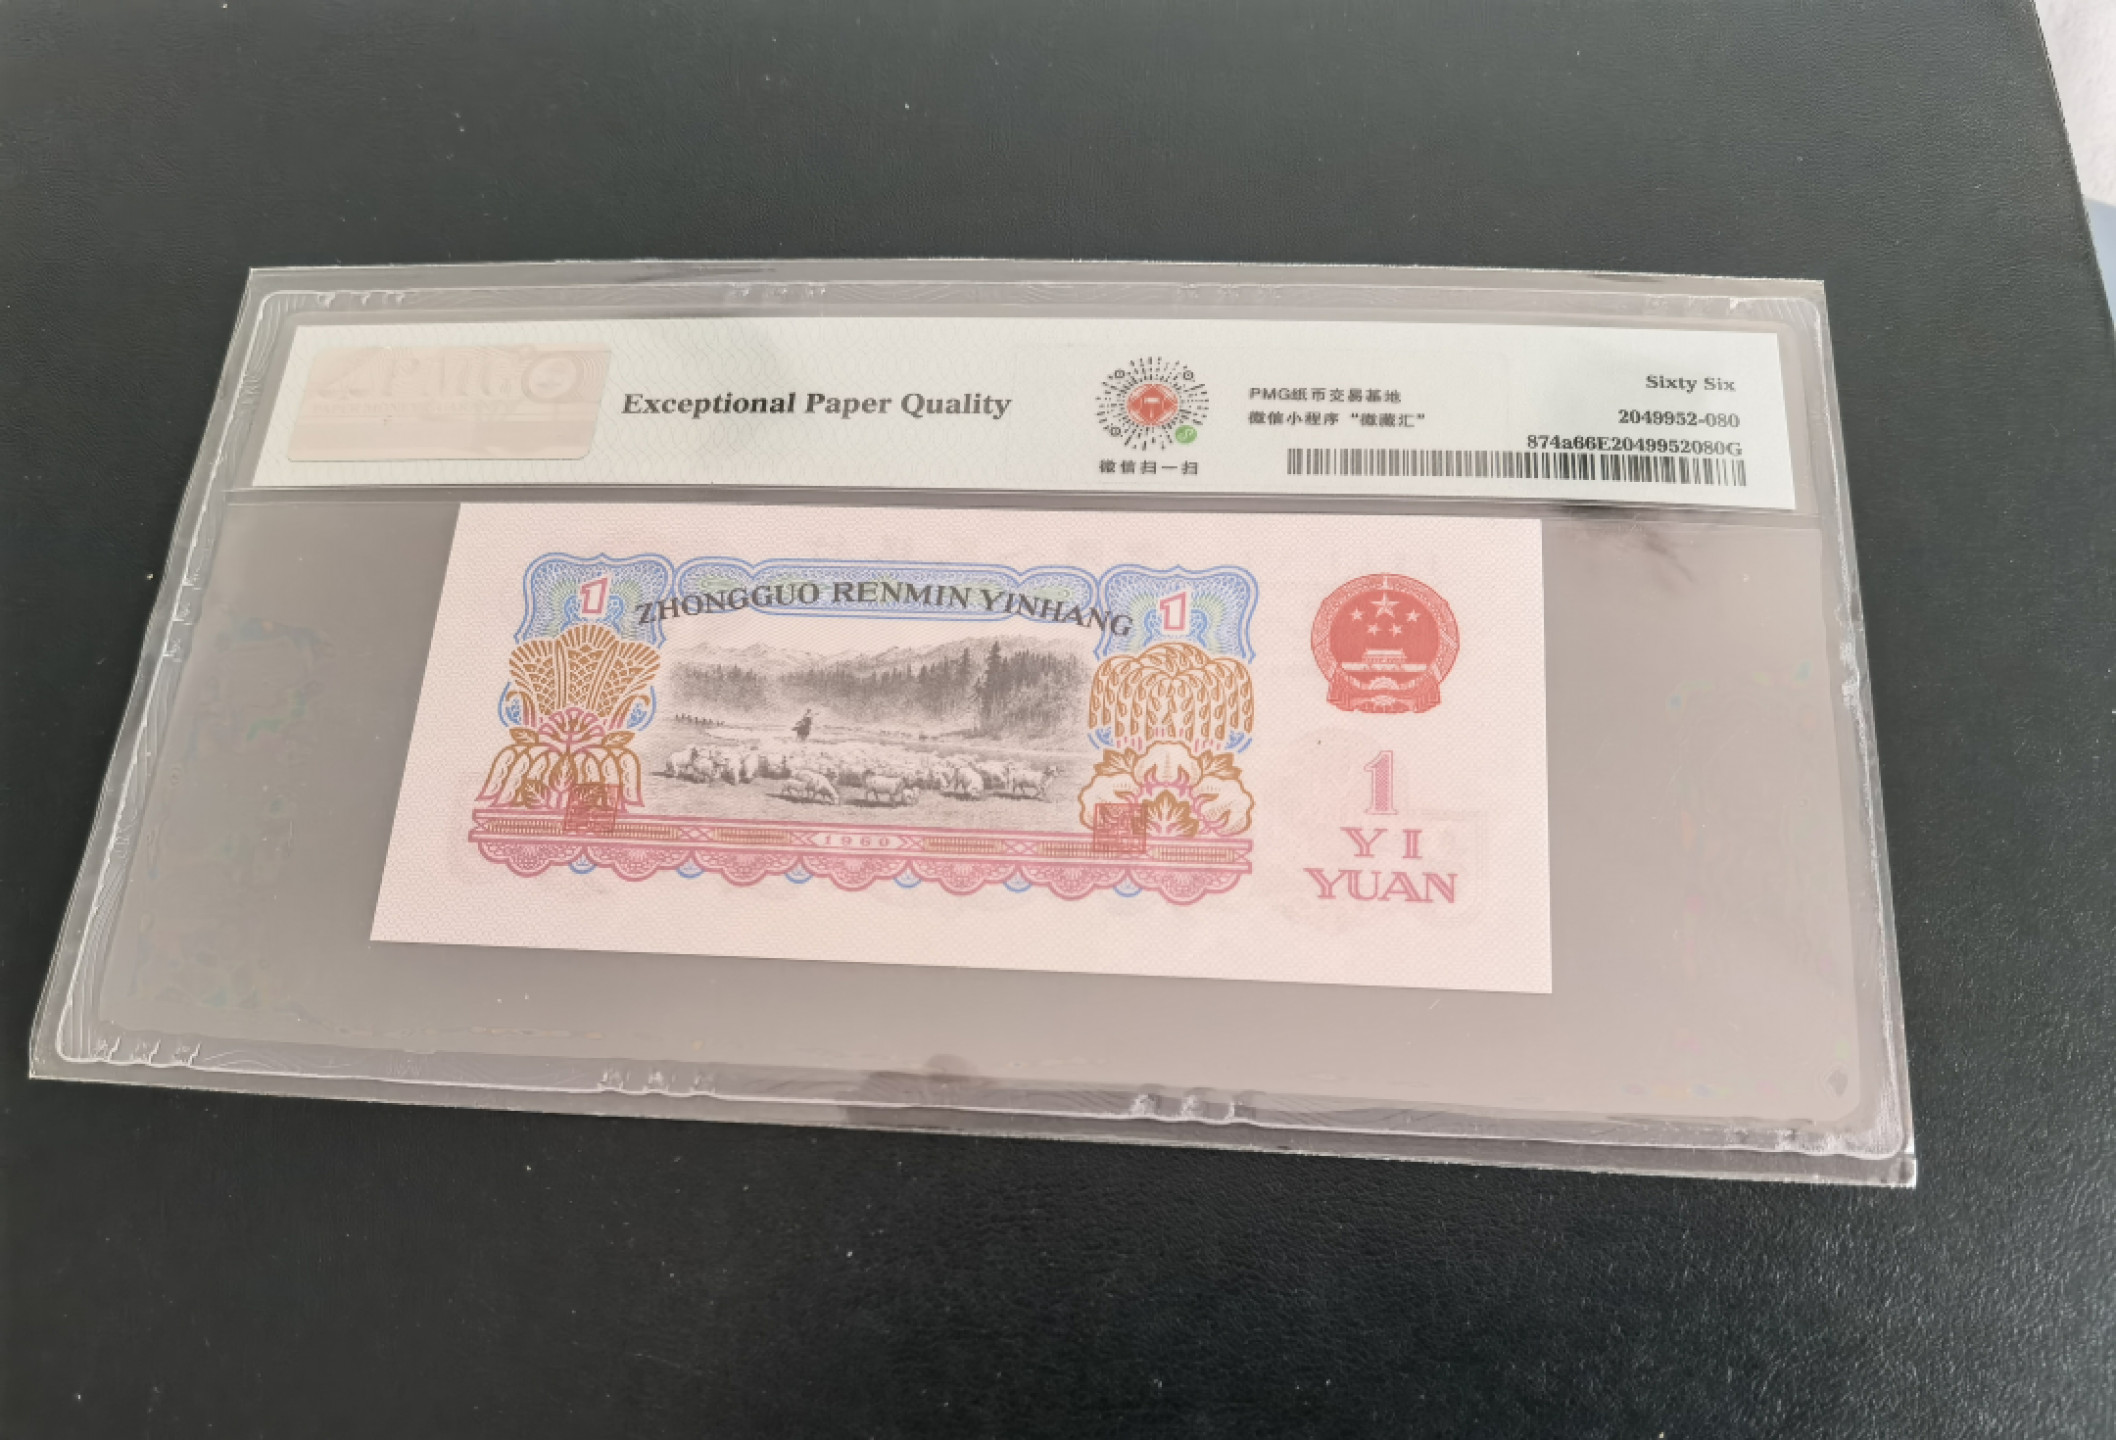 Exceptional Paper Quality
微信扫一扫
PMG纸币交易基地
微信小程序“微藏汇”
Sixty Six
2049952-080
874a66E2049952080G
1
ZHONGGUO RENMIN YINHANG
1
1960
1
YI
YUAN